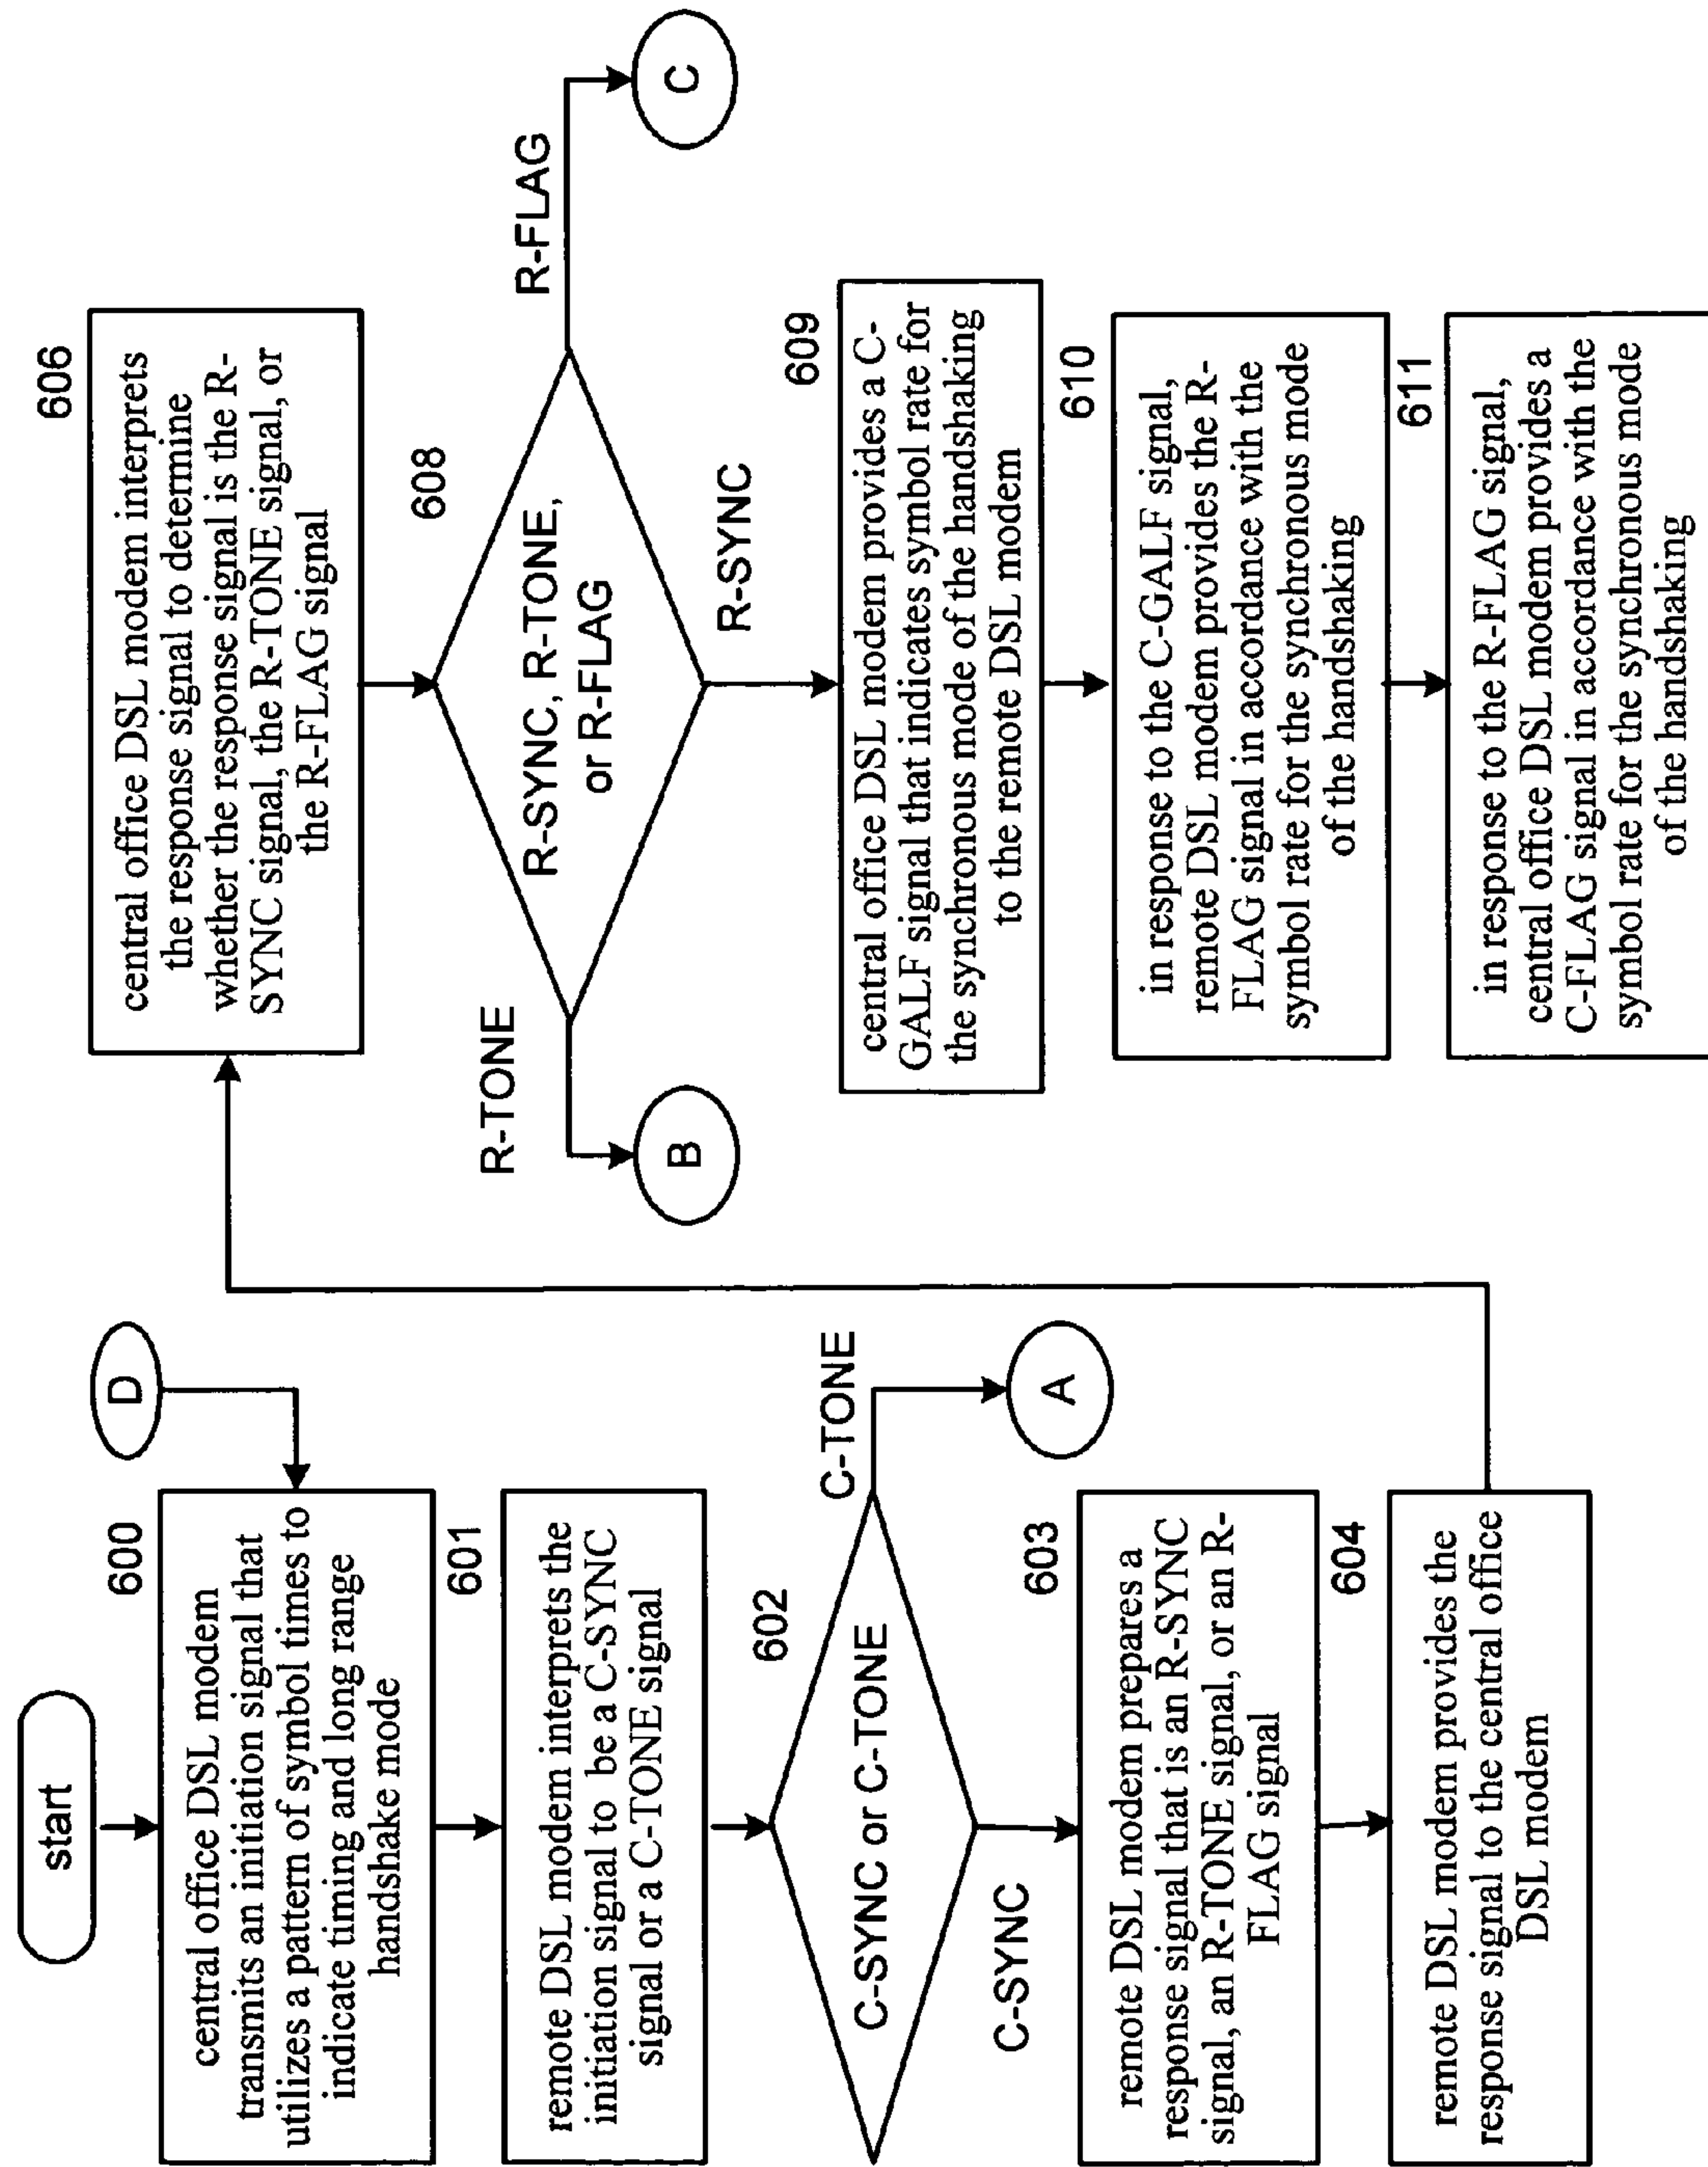 start
D
600
central office DSL modem
transmits an initiation signal that
utilizes a pattern of symbol times to
indicate timing and long range
handshake mode
601
remote DSL modem interprets the
initiation signal to be a C-SYNC
signal or a C-TONE signal
602
C-SYNC or C-TONE
C-TONE
A
C-SYNC
603
remote DSL modem prepares a
response signal that is an R-SYNC
signal, an R-TONE signal, or an R-
FLAG signal
604
remote DSL modem provides the
response signal to the central office
DSL modem
606
central office DSL modem interprets
the response signal to determine
whether the response signal is the R-
SYNC signal, the R-TONE signal, or
the R-FLAG signal
608
R-SYNC, R-TONE,
or R-FLAG
R-TONE
B
R-FLAG
C
R-SYNC
609
central office DSL modem provides a C-
GALF signal that indicates symbol rate for
the synchronous mode of the handshaking
to the remote DSL modem
610
in response to the C-GALF signal,
remote DSL modem provides the R-
FLAG signal in accordance with the
symbol rate for the synchronous mode
of the handshaking
611
in response to the R-FLAG signal,
central office DSL modem provides a
C-FLAG signal in accordance with the
symbol rate for the synchronous mode
of the handshaking